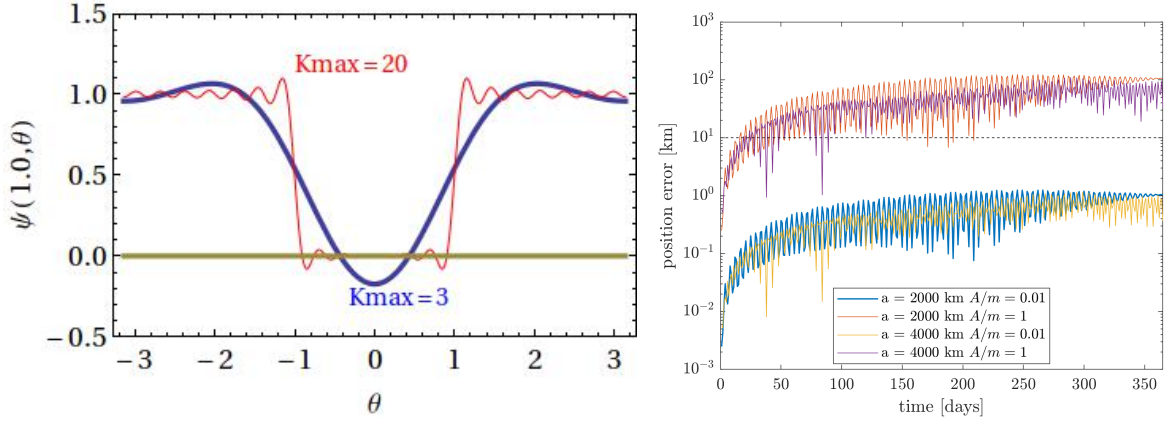 1.5
1.0
0.5
0.0
−0.5
ψ(1.0,θ)
Kmax=20
Kmax=3
−3 −2 −1 0 1 2 3
θ
10³
10²
10¹
10⁰
10⁻¹
10⁻²
10⁻³
position error [km]
a = 2000 km A/m = 0.01
a = 2000 km A/m = 1
a = 4000 km A/m = 0.01
a = 4000 km A/m = 1
0 50 100 150 200 250 300 350
time [days]